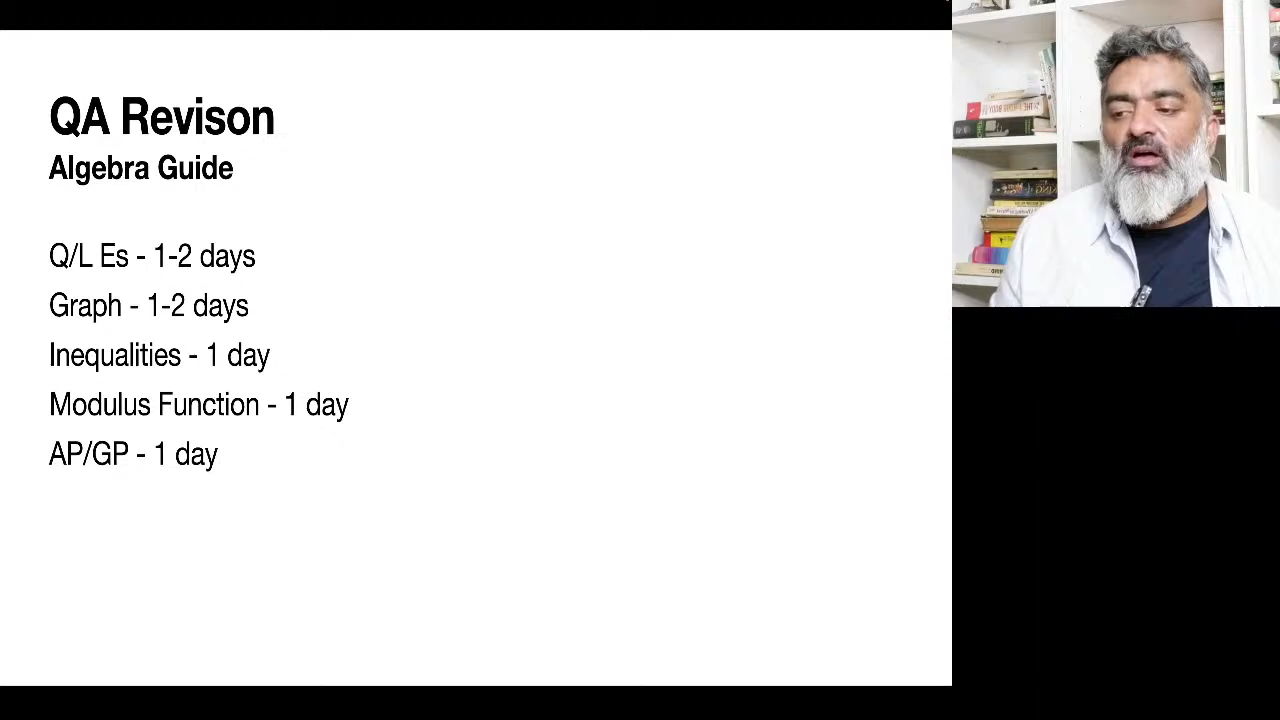 QA Revison
Algebra Guide
Q/L Es - 1-2 days
Graph - 1-2 days
Inequalities - 1 day
Modulus Function - 1 day
AP/GP - 1 day